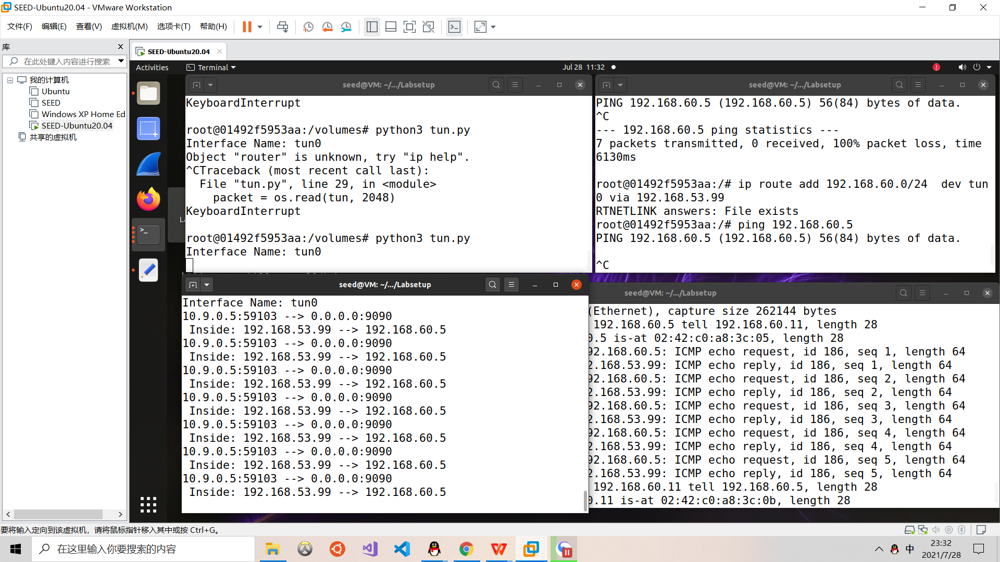 SEED-Ubuntu20.04 - VMware Workstation
文件(F) 编辑(E) 查看(V) 虚拟机(M) 选项卡(T) 帮助(H)
库
在此处键入内容进行搜索
我的计算机
Ubuntu
SEED
Windows XP Home Ed
SEED-Ubuntu20.04
共享的虚拟机
SEED-Ubuntu20.04
Activities
Terminal
Jul 28 11:32
seed@VM: ~/.../Labsetup
KeyboardInterrupt
root@01492f5953aa:/volumes# python3 tun.py
Interface Name: tun0
Object "router" is unknown, try "ip help".
^CTraceback (most recent call last):
File "tun.py", line 29, in <module>
packet = os.read(tun, 2048)
KeyboardInterrupt
root@01492f5953aa:/volumes# python3 tun.py
Interface Name: tun0
seed@VM: ~/.../Labsetup
PING 192.168.60.5 (192.168.60.5) 56(84) bytes of data.
^C
--- 192.168.60.5 ping statistics ---
7 packets transmitted, 0 received, 100% packet loss, time
6130ms
root@01492f5953aa:/# ip route add 192.168.60.0/24  dev tun
0 via 192.168.53.99
RTNETLINK answers: File exists
root@01492f5953aa:/# ping 192.168.60.5
PING 192.168.60.5 (192.168.60.5) 56(84) bytes of data.
^C
seed@VM: ~/.../Labsetup
Interface Name: tun0
10.9.0.5:59103 --> 0.0.0.0:9090
Inside: 192.168.53.99 --> 192.168.60.5
10.9.0.5:59103 --> 0.0.0.0:9090
Inside: 192.168.53.99 --> 192.168.60.5
10.9.0.5:59103 --> 0.0.0.0:9090
Inside: 192.168.53.99 --> 192.168.60.5
10.9.0.5:59103 --> 0.0.0.0:9090
Inside: 192.168.53.99 --> 192.168.60.5
10.9.0.5:59103 --> 0.0.0.0:9090
Inside: 192.168.53.99 --> 192.168.60.5
10.9.0.5:59103 --> 0.0.0.0:9090
Inside: 192.168.53.99 --> 192.168.60.5
10.9.0.5:59103 --> 0.0.0.0:9090
Inside: 192.168.53.99 --> 192.168.60.5
seed@VM: ~/.../Labsetup
(Ethernet), capture size 262144 bytes
192.168.60.5 tell 192.168.60.11, length 28
0.5 is-at 02:42:c0:a8:3c:05, length 28
92.168.60.5: ICMP echo request, id 186, seq 1, length 64
2.168.53.99: ICMP echo reply, id 186, seq 1, length 64
92.168.60.5: ICMP echo request, id 186, seq 2, length 64
2.168.53.99: ICMP echo reply, id 186, seq 2, length 64
92.168.60.5: ICMP echo request, id 186, seq 3, length 64
2.168.53.99: ICMP echo reply, id 186, seq 3, length 64
92.168.60.5: ICMP echo request, id 186, seq 4, length 64
2.168.53.99: ICMP echo reply, id 186, seq 4, length 64
92.168.60.5: ICMP echo request, id 186, seq 5, length 64
2.168.53.99: ICMP echo reply, id 186, seq 5, length 64
192.168.60.11 tell 192.168.60.5, length 28
0.11 is-at 02:42:c0:a8:3c:0b, length 28
要将输入定向到该虚拟机，请将鼠标指针移入其中或按 Ctrl+G。
在这里输入你要搜索的内容
中
23:32
2021/7/28